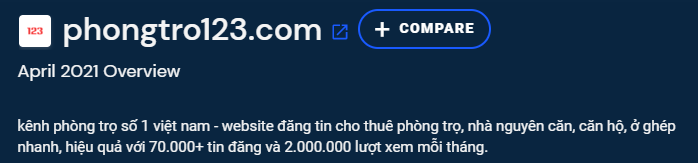 123 phongtro123.com + COMPARE
April 2021 Overview
kênh phòng trọ số 1 việt nam - website đăng tin cho thuê phòng trọ, nhà nguyên căn, căn hộ, ở ghép
nhanh, hiệu quả với 70.000+ tin đăng và 2.000.000 lượt xem mỗi tháng.